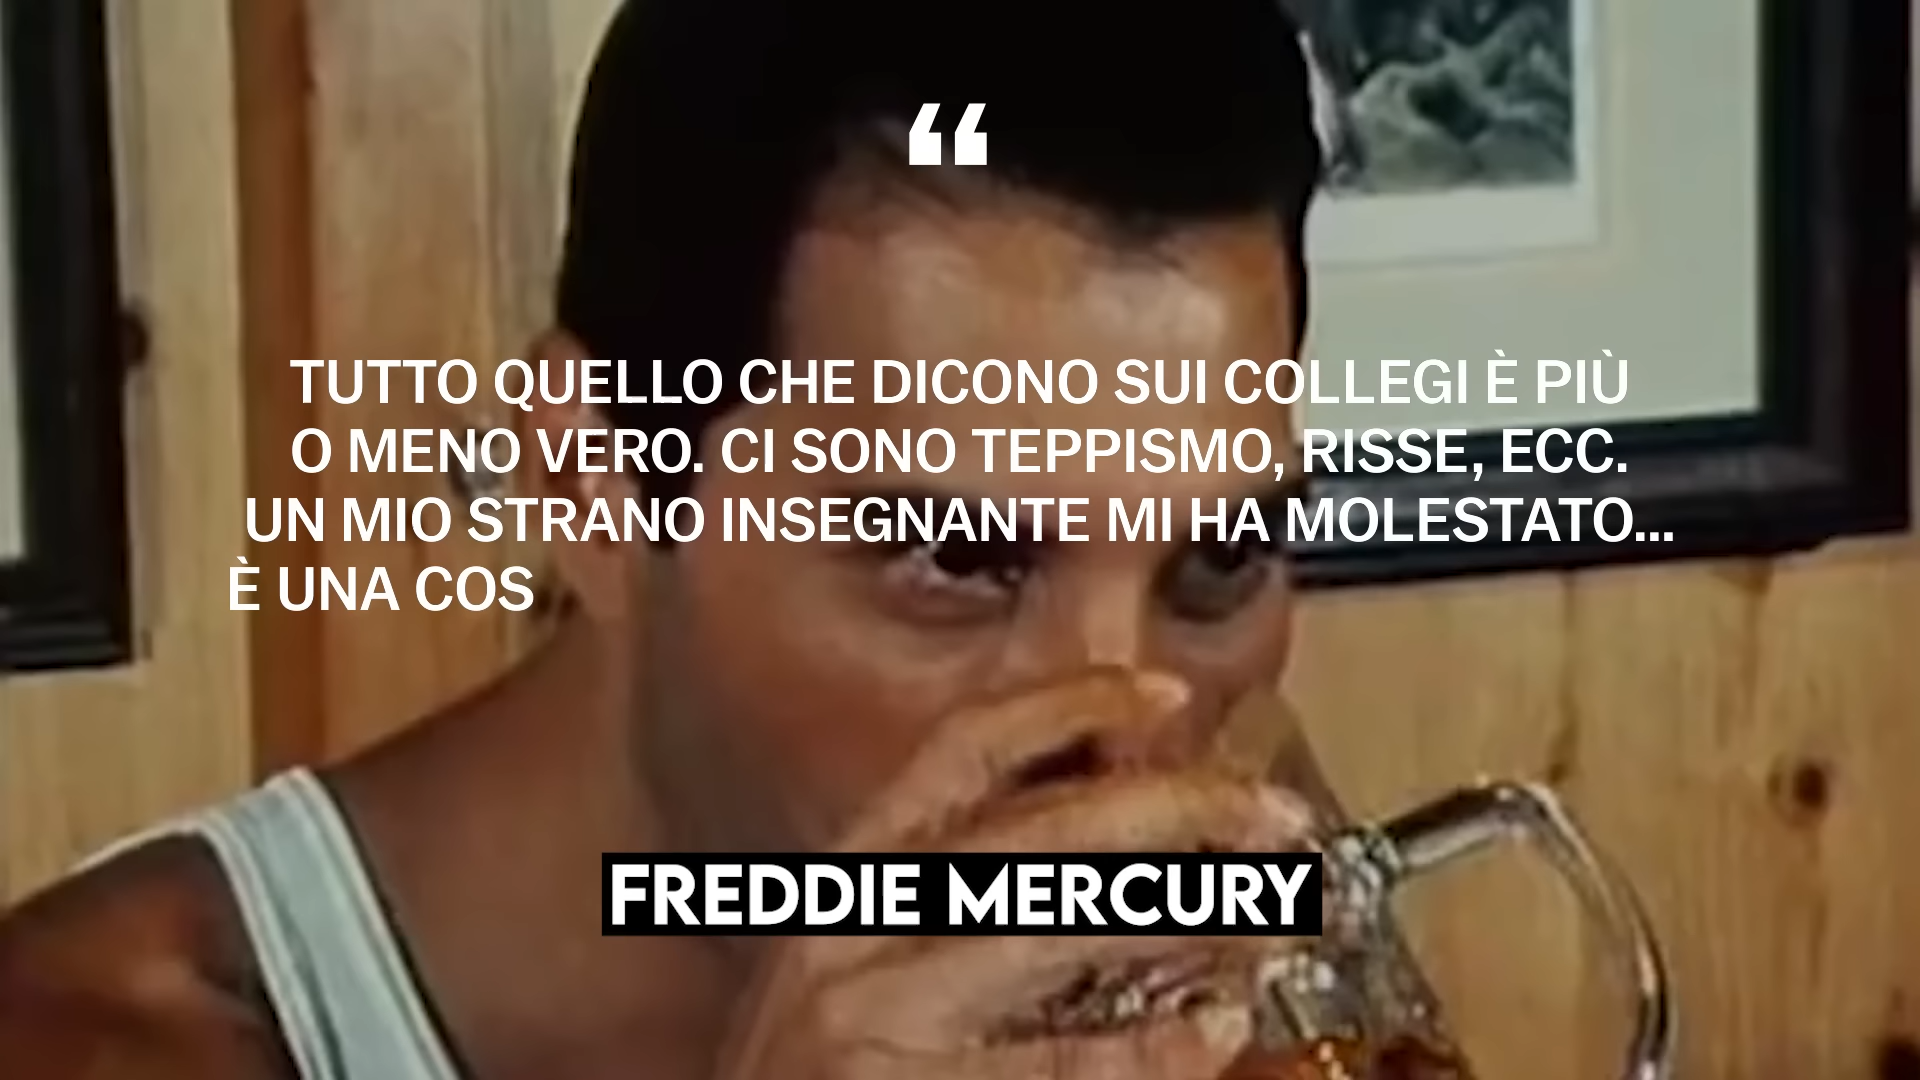 “
TUTTO QUELLO CHE DICONO SUI COLLEGI È PIÙ
O MENO VERO. CI SONO TEPPISMO, RISSE, ECC.
UN MIO STRANO INSEGNANTE MI HA MOLESTATO...
È UNA COS
FREDDIE MERCURY